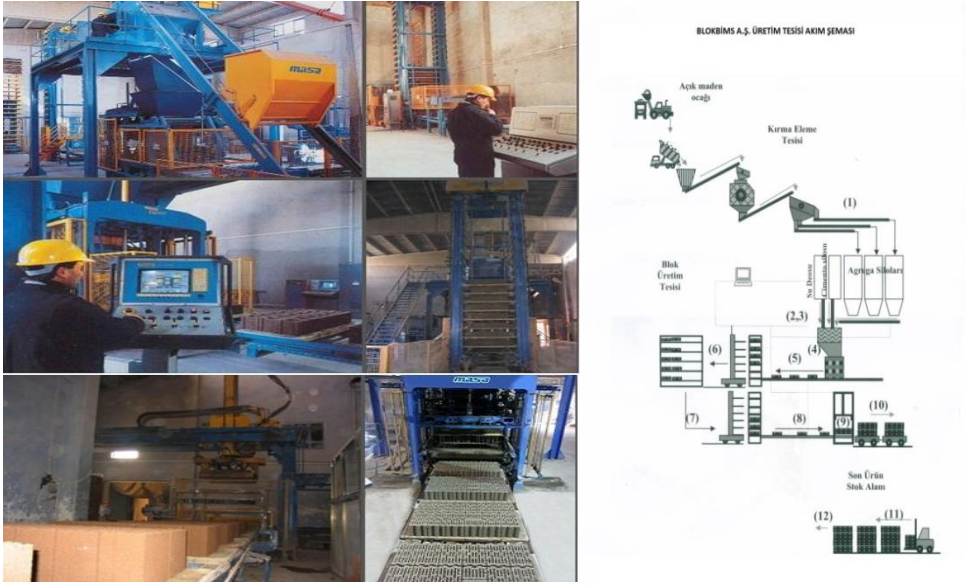 masa
masa
BLOKBİMS A.Ş. ÜRETİM TESİSİ AKIM ŞEMASI
Açık maden
ocağı
Kırma Eleme
Tesisi
(1)
Blok
Üretim
Tesisi
Su Deposu
Çimento silosu
Agrega Siloları
(2,3)
(4)
(5)
(6)
(7)
(8)
(9)
(10)
Son Ürün
Stok Alanı
(11)
(12)